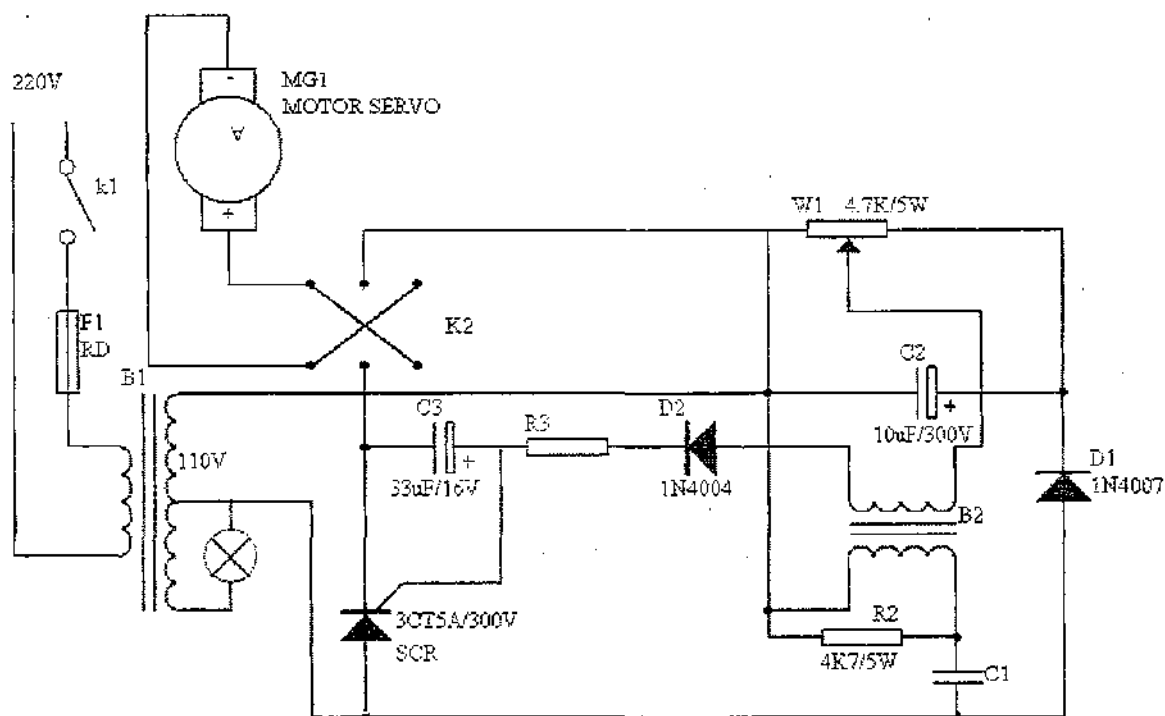 220V
MG1
MOTOR SERVO
-
A
+
k1
W1 4.7K/5W
F1
RD
K2
B1
C2
+
10uF/300V
C3
+
33uF/16V
R3
D2
1N4004
D1
1N4007
110V
B2
3CT5A/300V
SCR
R2
4K7/5W
C1